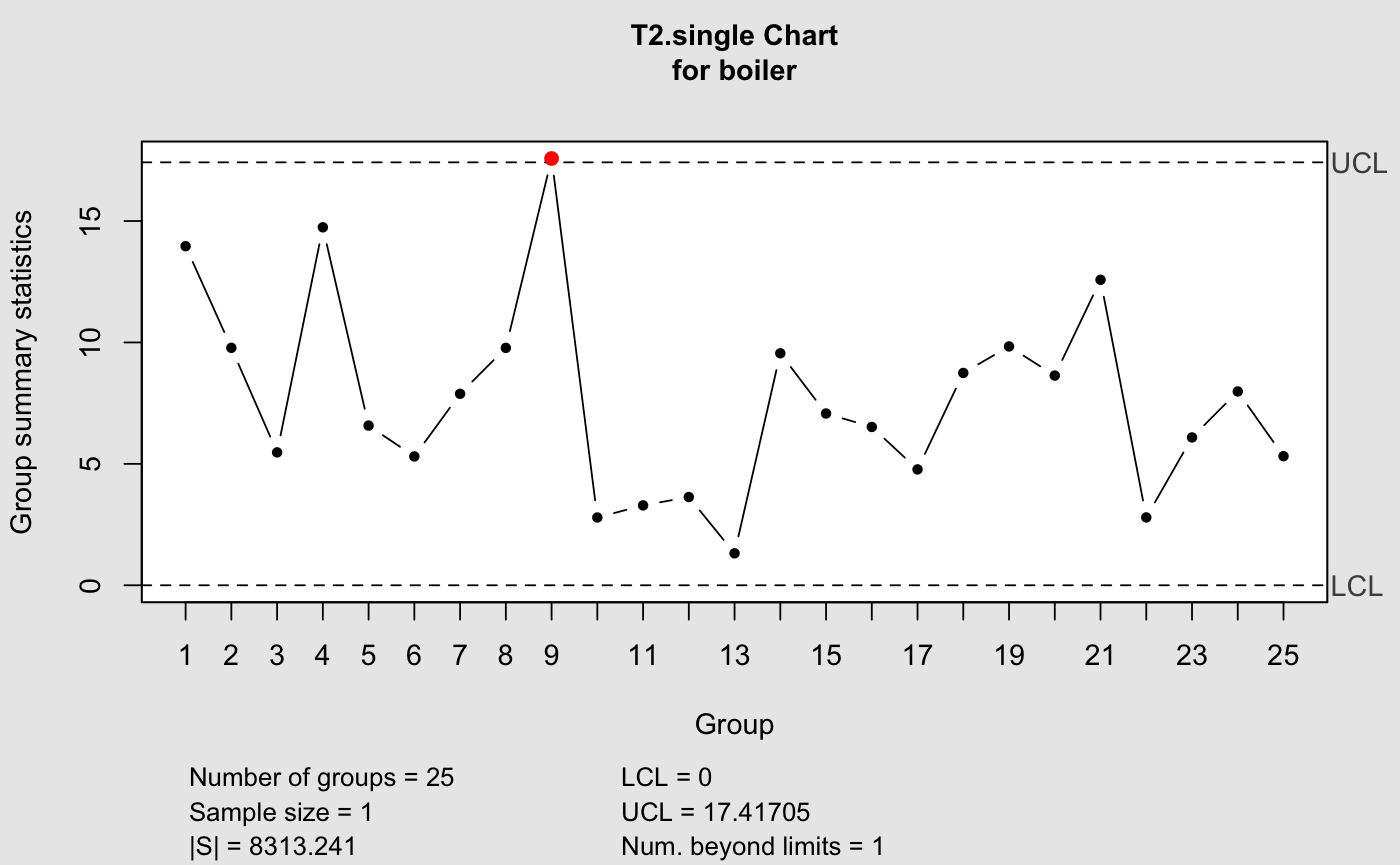 T2.single Chart
for boiler
UCL
15
10
5
0
LCL
Group summary statistics
1 2 3 4 5 6 7 8 9 11 13 15 17 19 21 23 25
Group
Number of groups = 25
Sample size = 1
|S| = 8313.241
LCL = 0
UCL = 17.41705
Num. beyond limits = 1